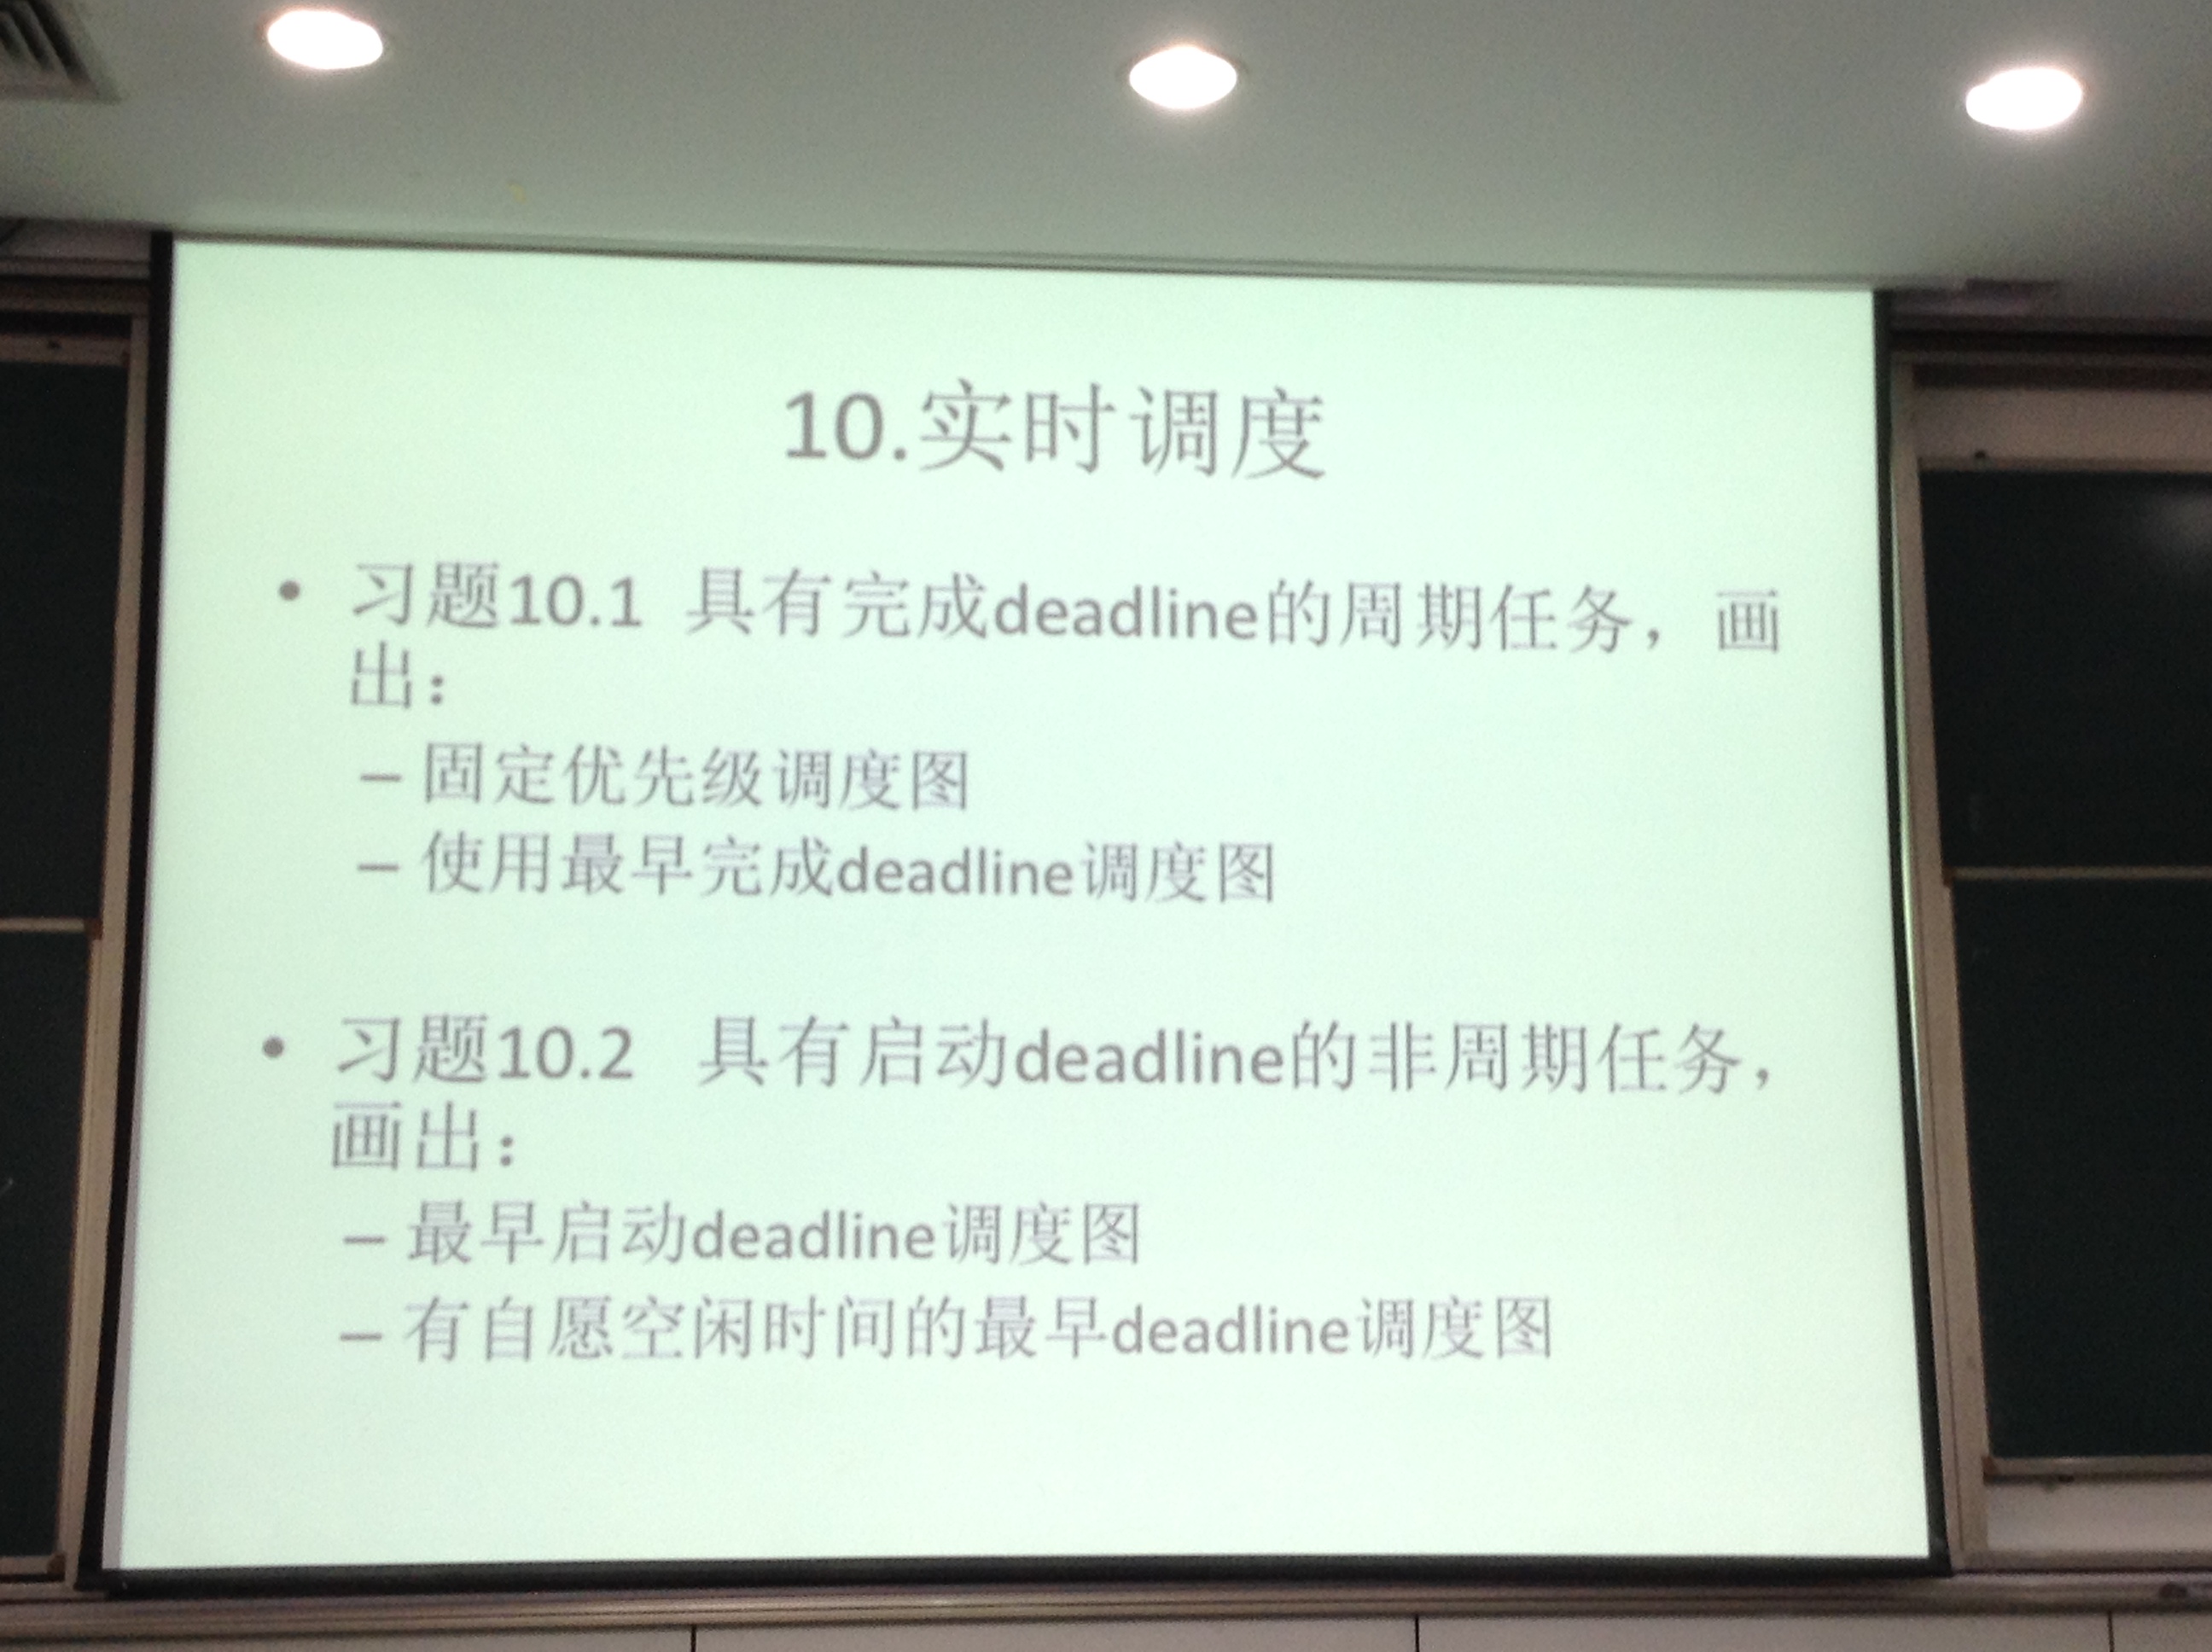 10.实时调度
• 习题10.1 具有完成deadline的周期任务，画
出：
– 固定优先级调度图
– 使用最早完成deadline调度图
• 习题10.2 具有启动deadline的非周期任务，
画出：
– 最早启动deadline调度图
– 有自愿空闲时间的最早deadline调度图